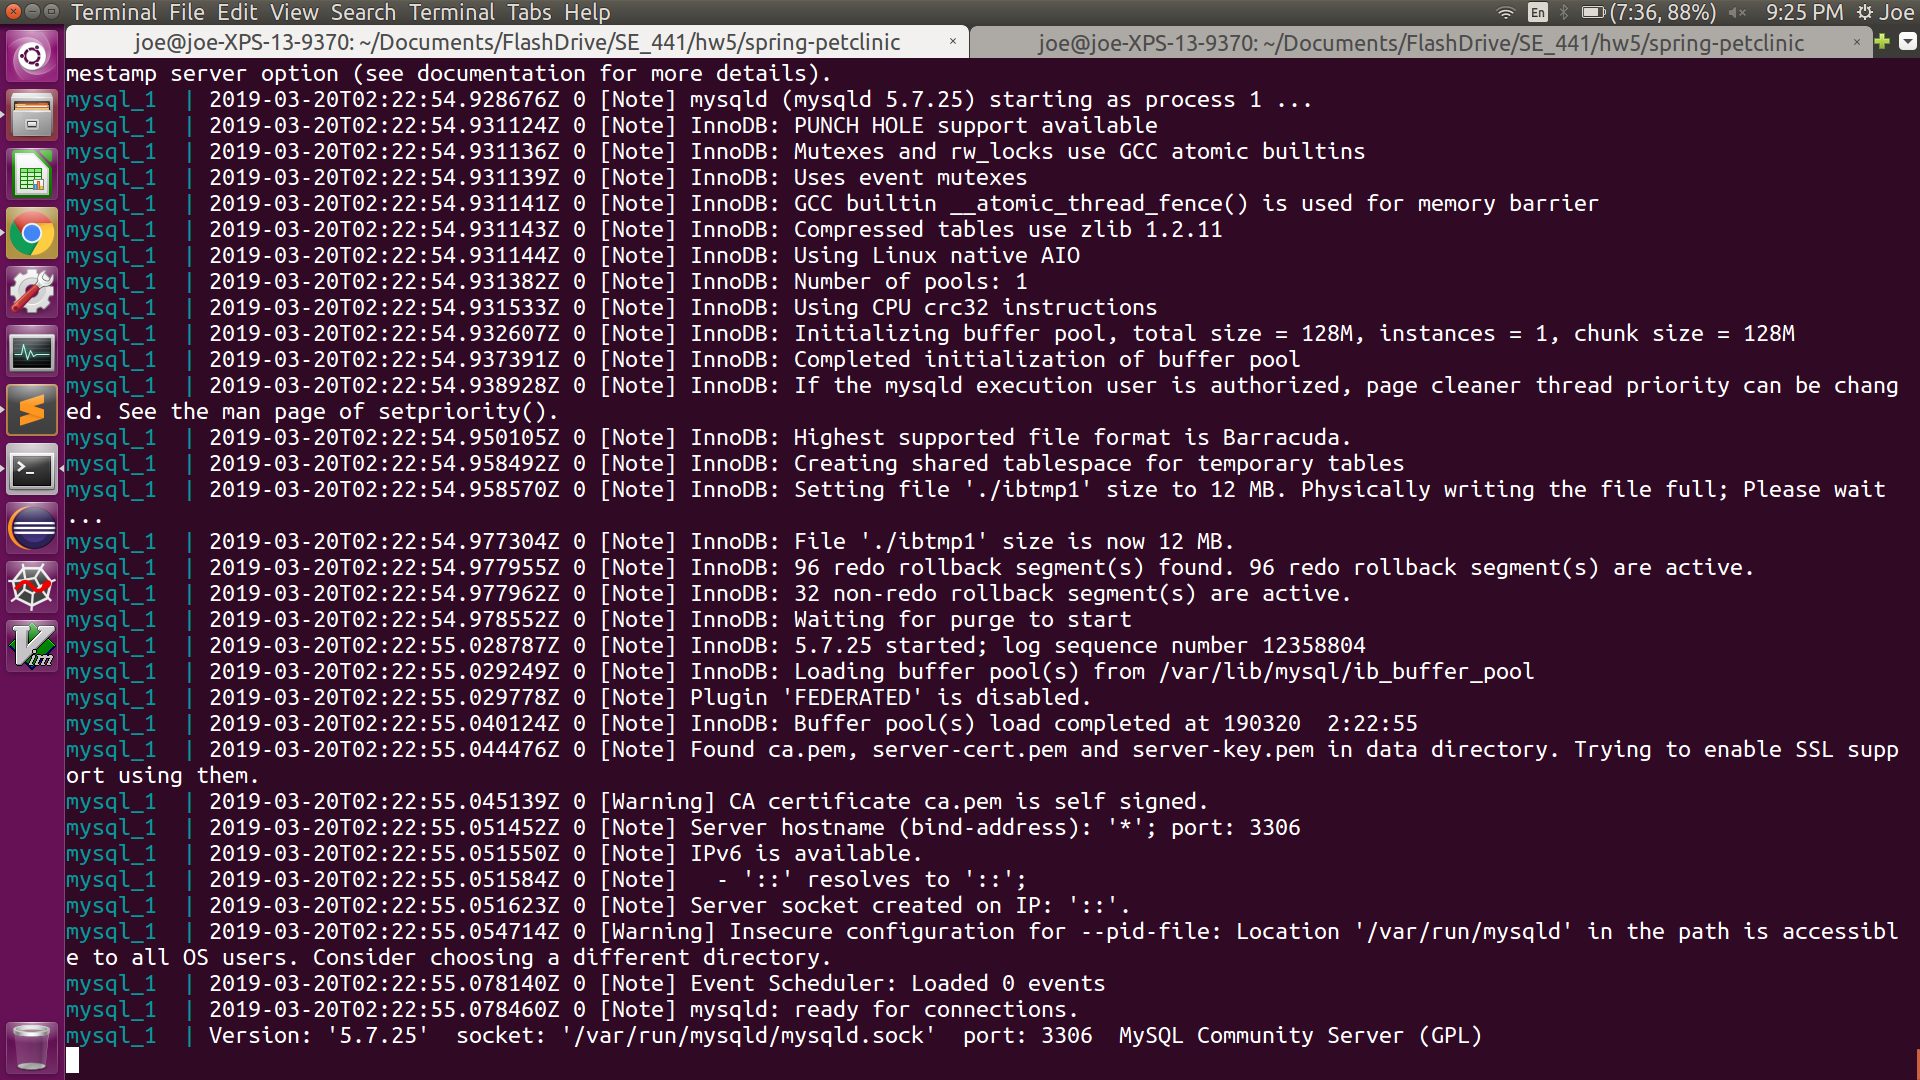 Terminal File Edit View Search Terminal Tabs Help En (7:36, 88%) 9:25 PM Joe
joe@joe-XPS-13-9370: ~/Documents/FlashDrive/SE_441/hw5/spring-petclinic × joe@joe-XPS-13-9370: ~/Documents/FlashDrive/SE_441/hw5/spring-petclinic ×
mestamp server option (see documentation for more details).
mysql_1  | 2019-03-20T02:22:54.928676Z 0 [Note] mysqld (mysqld 5.7.25) starting as process 1 ...
mysql_1  | 2019-03-20T02:22:54.931124Z 0 [Note] InnoDB: PUNCH HOLE support available
mysql_1  | 2019-03-20T02:22:54.931136Z 0 [Note] InnoDB: Mutexes and rw_locks use GCC atomic builtins
mysql_1  | 2019-03-20T02:22:54.931139Z 0 [Note] InnoDB: Uses event mutexes
mysql_1  | 2019-03-20T02:22:54.931141Z 0 [Note] InnoDB: GCC builtin __atomic_thread_fence() is used for memory barrier
mysql_1  | 2019-03-20T02:22:54.931143Z 0 [Note] InnoDB: Compressed tables use zlib 1.2.11
mysql_1  | 2019-03-20T02:22:54.931144Z 0 [Note] InnoDB: Using Linux native AIO
mysql_1  | 2019-03-20T02:22:54.931382Z 0 [Note] InnoDB: Number of pools: 1
mysql_1  | 2019-03-20T02:22:54.931533Z 0 [Note] InnoDB: Using CPU crc32 instructions
mysql_1  | 2019-03-20T02:22:54.932607Z 0 [Note] InnoDB: Initializing buffer pool, total size = 128M, instances = 1, chunk size = 128M
mysql_1  | 2019-03-20T02:22:54.937391Z 0 [Note] InnoDB: Completed initialization of buffer pool
mysql_1  | 2019-03-20T02:22:54.938928Z 0 [Note] InnoDB: If the mysqld execution user is authorized, page cleaner thread priority can be chang
ed. See the man page of setpriority().
mysql_1  | 2019-03-20T02:22:54.950105Z 0 [Note] InnoDB: Highest supported file format is Barracuda.
mysql_1  | 2019-03-20T02:22:54.958492Z 0 [Note] InnoDB: Creating shared tablespace for temporary tables
mysql_1  | 2019-03-20T02:22:54.958570Z 0 [Note] InnoDB: Setting file './ibtmp1' size to 12 MB. Physically writing the file full; Please wait
...
mysql_1  | 2019-03-20T02:22:54.977304Z 0 [Note] InnoDB: File './ibtmp1' size is now 12 MB.
mysql_1  | 2019-03-20T02:22:54.977955Z 0 [Note] InnoDB: 96 redo rollback segment(s) found. 96 redo rollback segment(s) are active.
mysql_1  | 2019-03-20T02:22:54.977962Z 0 [Note] InnoDB: 32 non-redo rollback segment(s) are active.
mysql_1  | 2019-03-20T02:22:54.978552Z 0 [Note] InnoDB: Waiting for purge to start
mysql_1  | 2019-03-20T02:22:55.028787Z 0 [Note] InnoDB: 5.7.25 started; log sequence number 12358804
mysql_1  | 2019-03-20T02:22:55.029249Z 0 [Note] InnoDB: Loading buffer pool(s) from /var/lib/mysql/ib_buffer_pool
mysql_1  | 2019-03-20T02:22:55.029778Z 0 [Note] Plugin 'FEDERATED' is disabled.
mysql_1  | 2019-03-20T02:22:55.040124Z 0 [Note] InnoDB: Buffer pool(s) load completed at 190320  2:22:55
mysql_1  | 2019-03-20T02:22:55.044476Z 0 [Note] Found ca.pem, server-cert.pem and server-key.pem in data directory. Trying to enable SSL supp
ort using them.
mysql_1  | 2019-03-20T02:22:55.045139Z 0 [Warning] CA certificate ca.pem is self signed.
mysql_1  | 2019-03-20T02:22:55.051452Z 0 [Note] Server hostname (bind-address): '*'; port: 3306
mysql_1  | 2019-03-20T02:22:55.051550Z 0 [Note] IPv6 is available.
mysql_1  | 2019-03-20T02:22:55.051584Z 0 [Note]   - '::' resolves to '::';
mysql_1  | 2019-03-20T02:22:55.051623Z 0 [Note] Server socket created on IP: '::'.
mysql_1  | 2019-03-20T02:22:55.054714Z 0 [Warning] Insecure configuration for --pid-file: Location '/var/run/mysqld' in the path is accessibl
e to all OS users. Consider choosing a different directory.
mysql_1  | 2019-03-20T02:22:55.078140Z 0 [Note] Event Scheduler: Loaded 0 events
mysql_1  | 2019-03-20T02:22:55.078460Z 0 [Note] mysqld: ready for connections.
mysql_1  | Version: '5.7.25'  socket: '/var/run/mysqld/mysqld.sock'  port: 3306  MySQL Community Server (GPL)
Vim